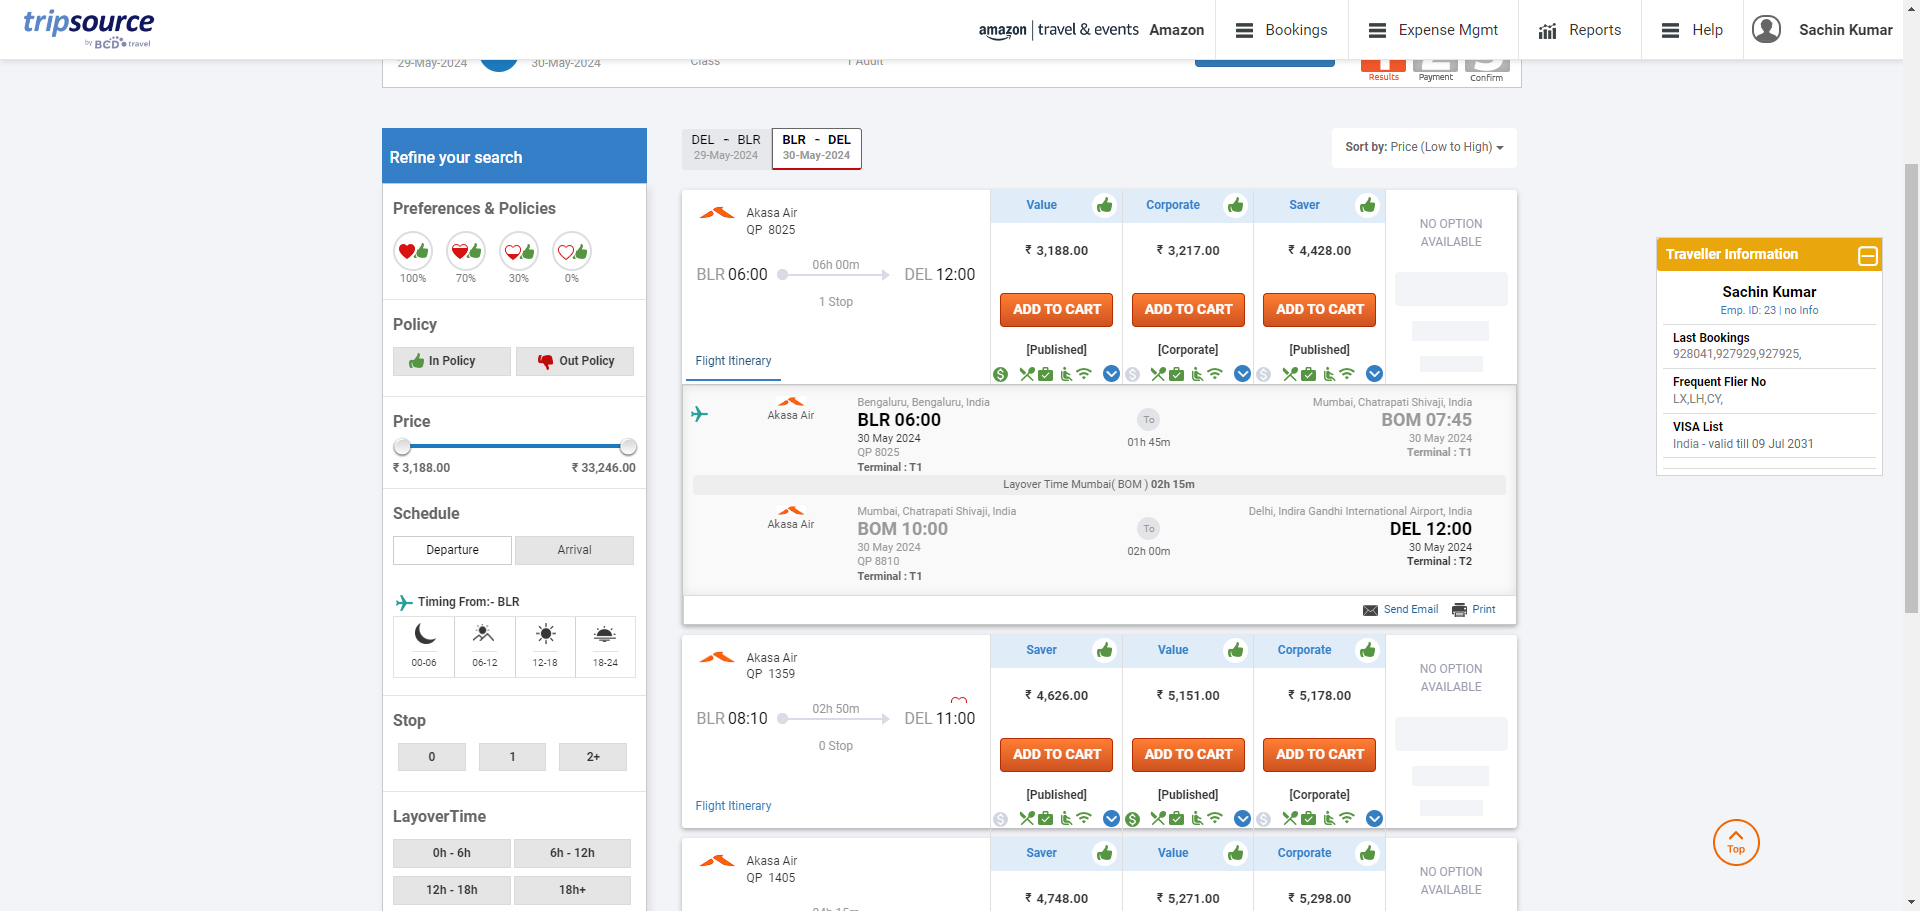 tripsource
by BCD travel
amazon | travel & events Amazon
Bookings
Expense Mgmt
Reports
Help
Sachin Kumar
29-May-2024
30-May-2024
Class
1 Adult
Results
Payment
Confirm
Refine your search
Preferences & Policies
100% 70% 30% 0%
Policy
In Policy Out Policy
Price
₹ 3,188.00 ₹ 33,246.00
Schedule
Departure Arrival
Timing From:- BLR
00-06 06-12 12-18 18-24
Stop
0 1 2+
LayoverTime
0h - 6h 6h - 12h
12h - 18h 18h+
DEL - BLR
29-May-2024
BLR - DEL
30-May-2024
Sort by: Price (Low to High)
Akasa Air
QP 8025
BLR 06:00
06h 00m
DEL 12:00
1 Stop
Flight Itinerary
Value
₹ 3,188.00
ADD TO CART
[Published]
Corporate
₹ 3,217.00
ADD TO CART
[Corporate]
Saver
₹ 4,428.00
ADD TO CART
[Published]
NO OPTION
AVAILABLE
Akasa Air
Bengaluru, Bengaluru, India
BLR 06:00
30 May 2024
QP 8025
Terminal : T1
To
01h 45m
Mumbai, Chatrapati Shivaji, India
BOM 07:45
30 May 2024
Terminal : T1
Layover Time Mumbai( BOM ) 02h 15m
Akasa Air
Mumbai, Chatrapati Shivaji, India
BOM 10:00
30 May 2024
QP 8810
Terminal : T1
To
02h 00m
Delhi, Indira Gandhi International Airport, India
DEL 12:00
30 May 2024
Terminal : T2
Send Email Print
Akasa Air
QP 1359
BLR 08:10
02h 50m
DEL 11:00
0 Stop
Flight Itinerary
Saver
₹ 4,626.00
ADD TO CART
[Published]
Value
₹ 5,151.00
ADD TO CART
[Published]
Corporate
₹ 5,178.00
ADD TO CART
[Corporate]
NO OPTION
AVAILABLE
Akasa Air
QP 1405
Saver
₹ 4,748.00
Value
₹ 5,271.00
Corporate
₹ 5,298.00
NO OPTION
AVAILABLE
Traveller Information
Sachin Kumar
Emp. ID: 23 | no Info
Last Bookings
928041,927929,927925,
Frequent Flier No
LX,LH,CY,
VISA List
India - valid till 09 Jul 2031
Top